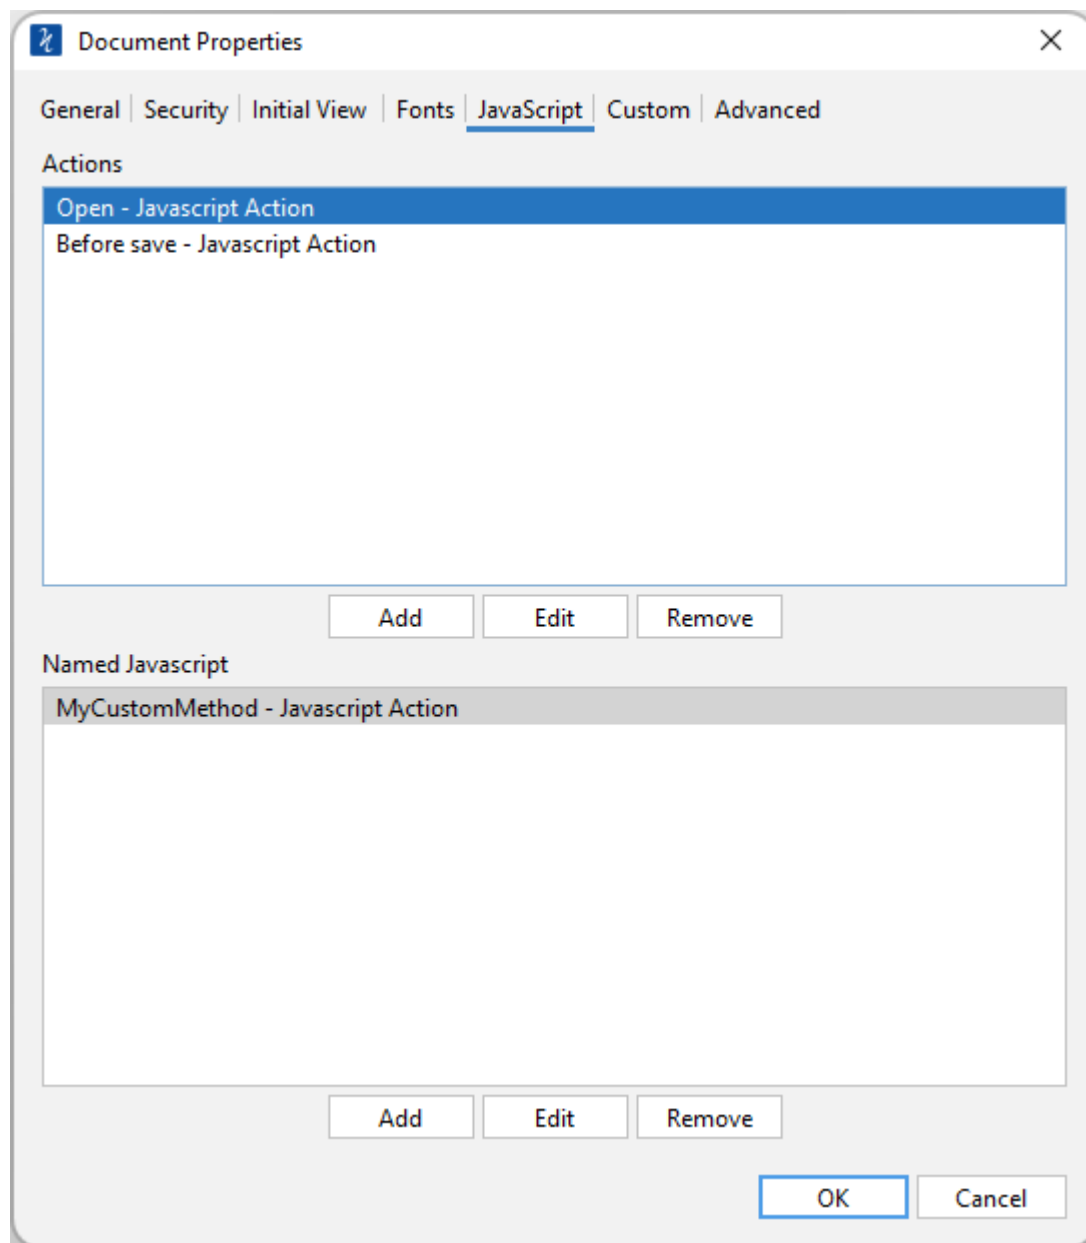 Document Properties
General Security Initial View Fonts JavaScript Custom Advanced
Actions
Open - Javascript Action
Before save - Javascript Action
Add Edit Remove
Named Javascript
MyCustomMethod - Javascript Action
Add Edit Remove
OK Cancel